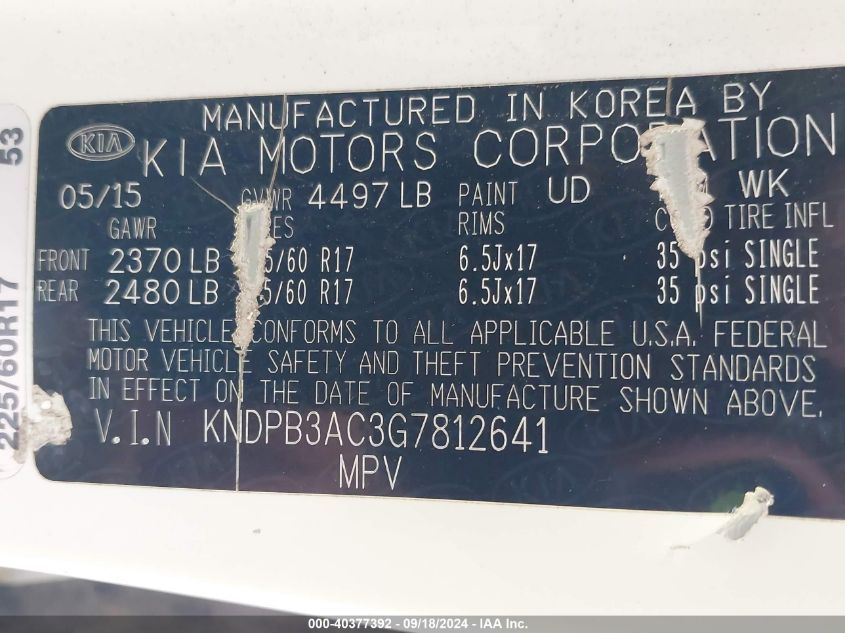 MANUFACTURED IN KOREA BY
KIA
KIA MOTORS CORPORATION
05/15 GVWR 4497 LB PAINT UD WK
GAWR RIMS TIRE INFL
FRONT 2370 LB 5/60 R17 6.5Jx17 35 psi SINGLE
REAR 2480 LB 5/60 R17 6.5Jx17 35 psi SINGLE
THIS VEHICLE CONFORMS TO ALL APPLICABLE U.S.A. FEDERAL
MOTOR VEHICLE SAFETY AND THEFT PREVENTION STANDARDS
IN EFFECT ON THE DATE OF MANUFACTURE SHOWN ABOVE.
V.I.N KNDPB3AC3G7812641
MPV
225/60R17 53
000-40377392 - 09/18/2024 - IAA Inc.